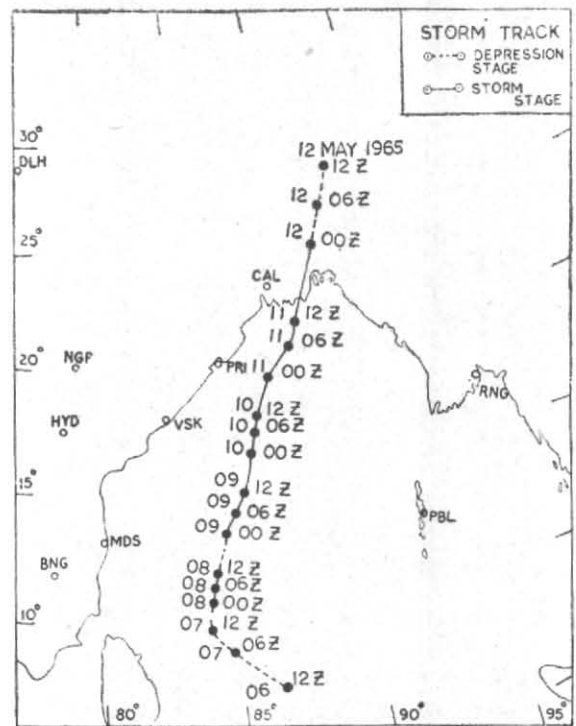 85° 90° 95°
STORM TRACK
DEPRESSION
STAGE
STORM
STAGE
30°
DLH
12 MAY 1965
12 Z
12 06 Z
12 00 Z
25°
CAL
11 12 Z
11 06 Z
20°
NGP
PRI
11 00 Z
RNG
HYD
VSK
10 12 Z
10 06 Z
10 00 Z
15°
09 12 Z
09 06 Z
PBL
MDS
09 00 Z
BNG
08 12 Z
08 06 Z
08 00 Z
10°
07 12 Z
07 06 Z
06 12 Z
80° 85° 90° 95°